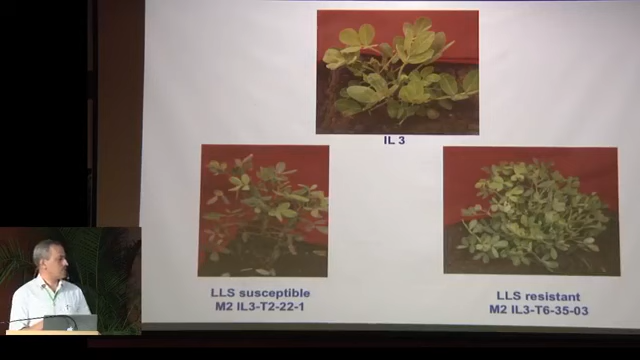 IL 3
LLS susceptible
M2 IL3-T2-22-1
LLS resistant
M2 IL3-T6-35-03